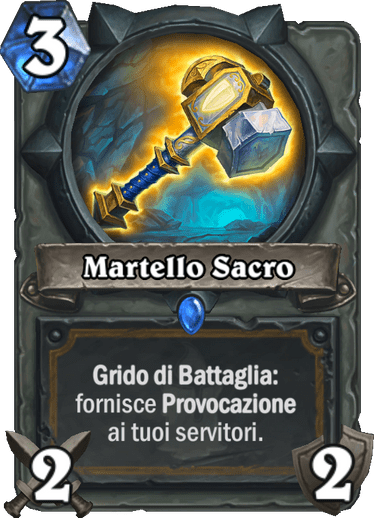 3
Martello Sacro
Grido di Battaglia:
fornisce Provocazione
ai tuoi servitori.
2
2